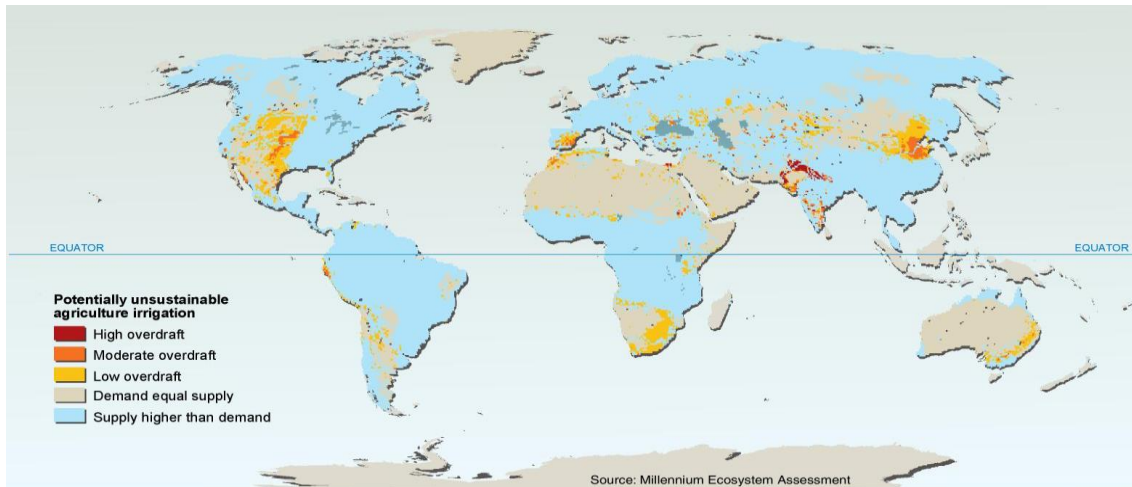 EQUATOR
EQUATOR
Potentially unsustainable
agriculture irrigation
High overdraft
Moderate overdraft
Low overdraft
Demand equal supply
Supply higher than demand
Source: Millennium Ecosystem Assessment